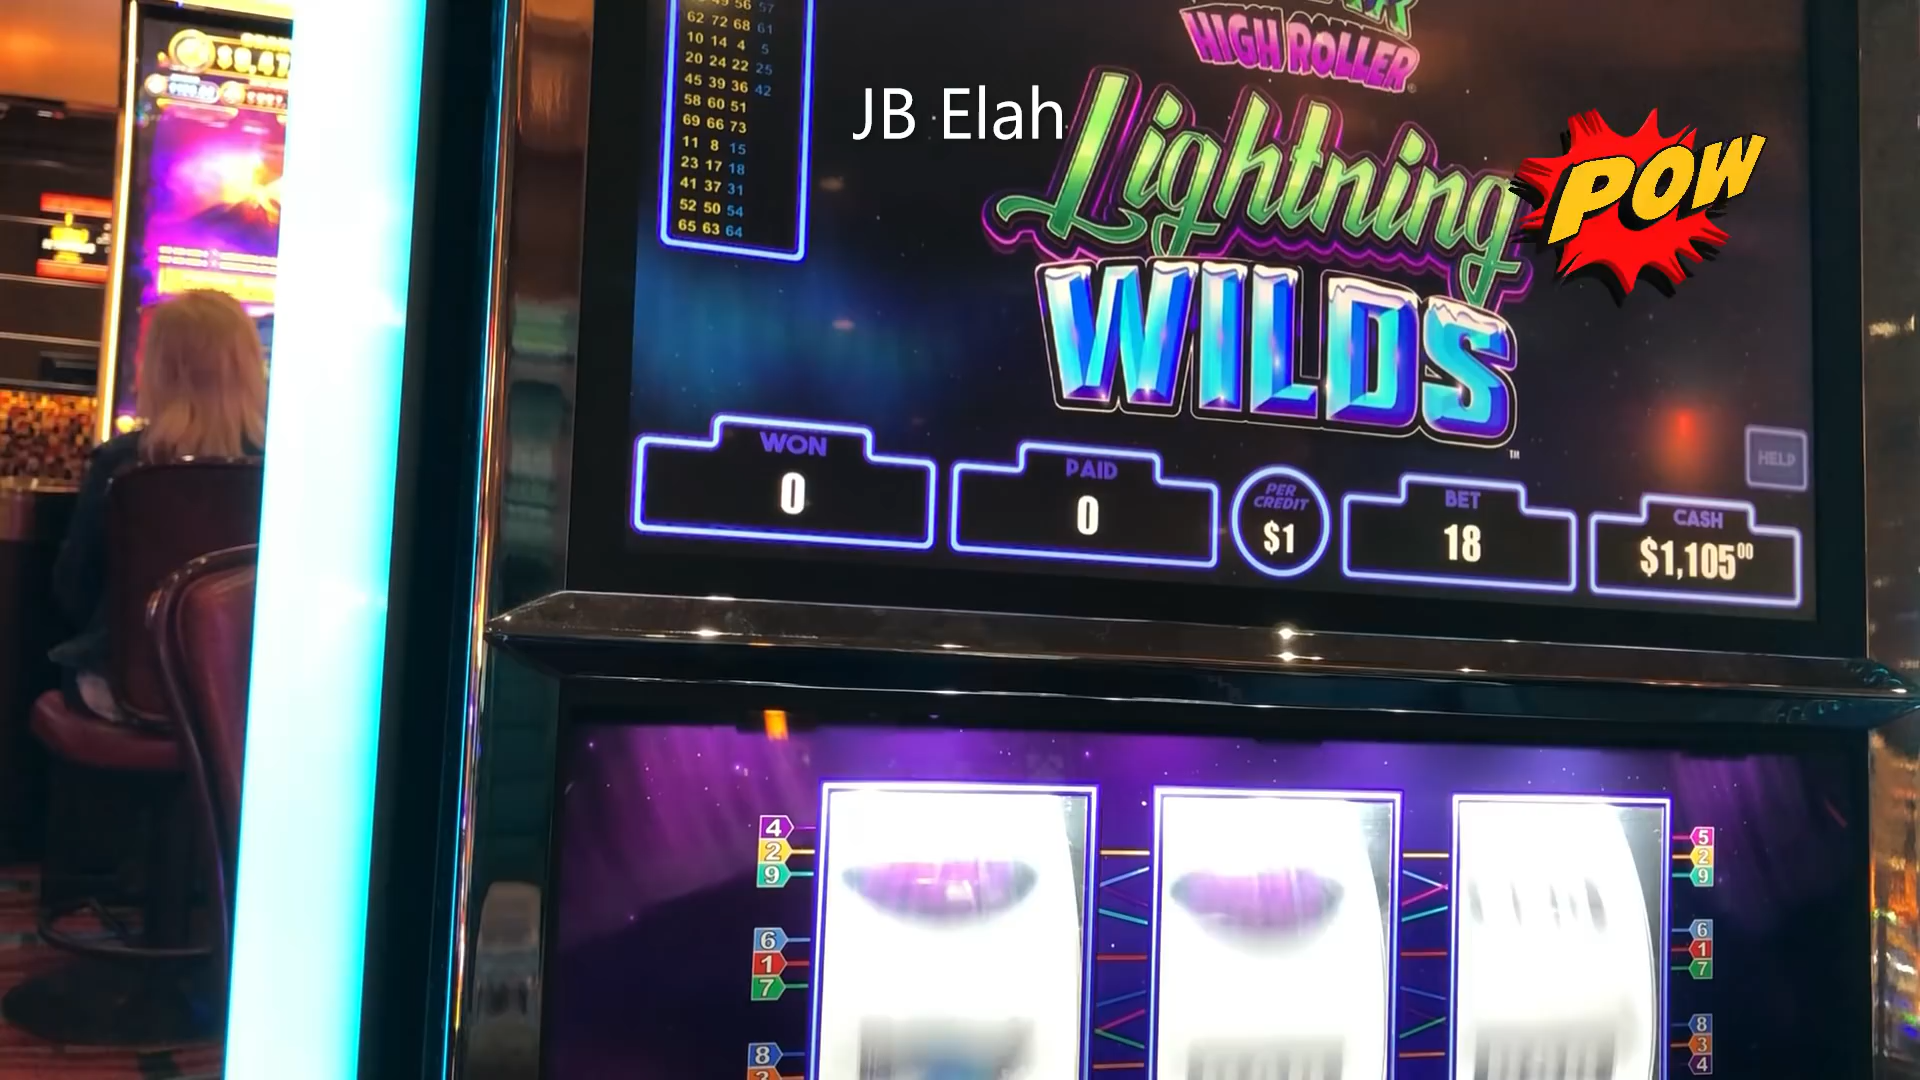 62 72 68 61
10 14 4 5
20 24 22 25
45 39 36 42
58 60 51
69 66 73
11 8 15
23 17 18
41 37 31
52 50 54
65 63 64
HIGH ROLLER
JB Elah
Lightning
POW
WILDS
TM
HELP
WON
0
PAID
0
PER
CREDIT
$1
BET
18
CASH
$1,105⁰⁰
4
2
9
6
1
7
8
5
2
9
6
1
7
8
3
4